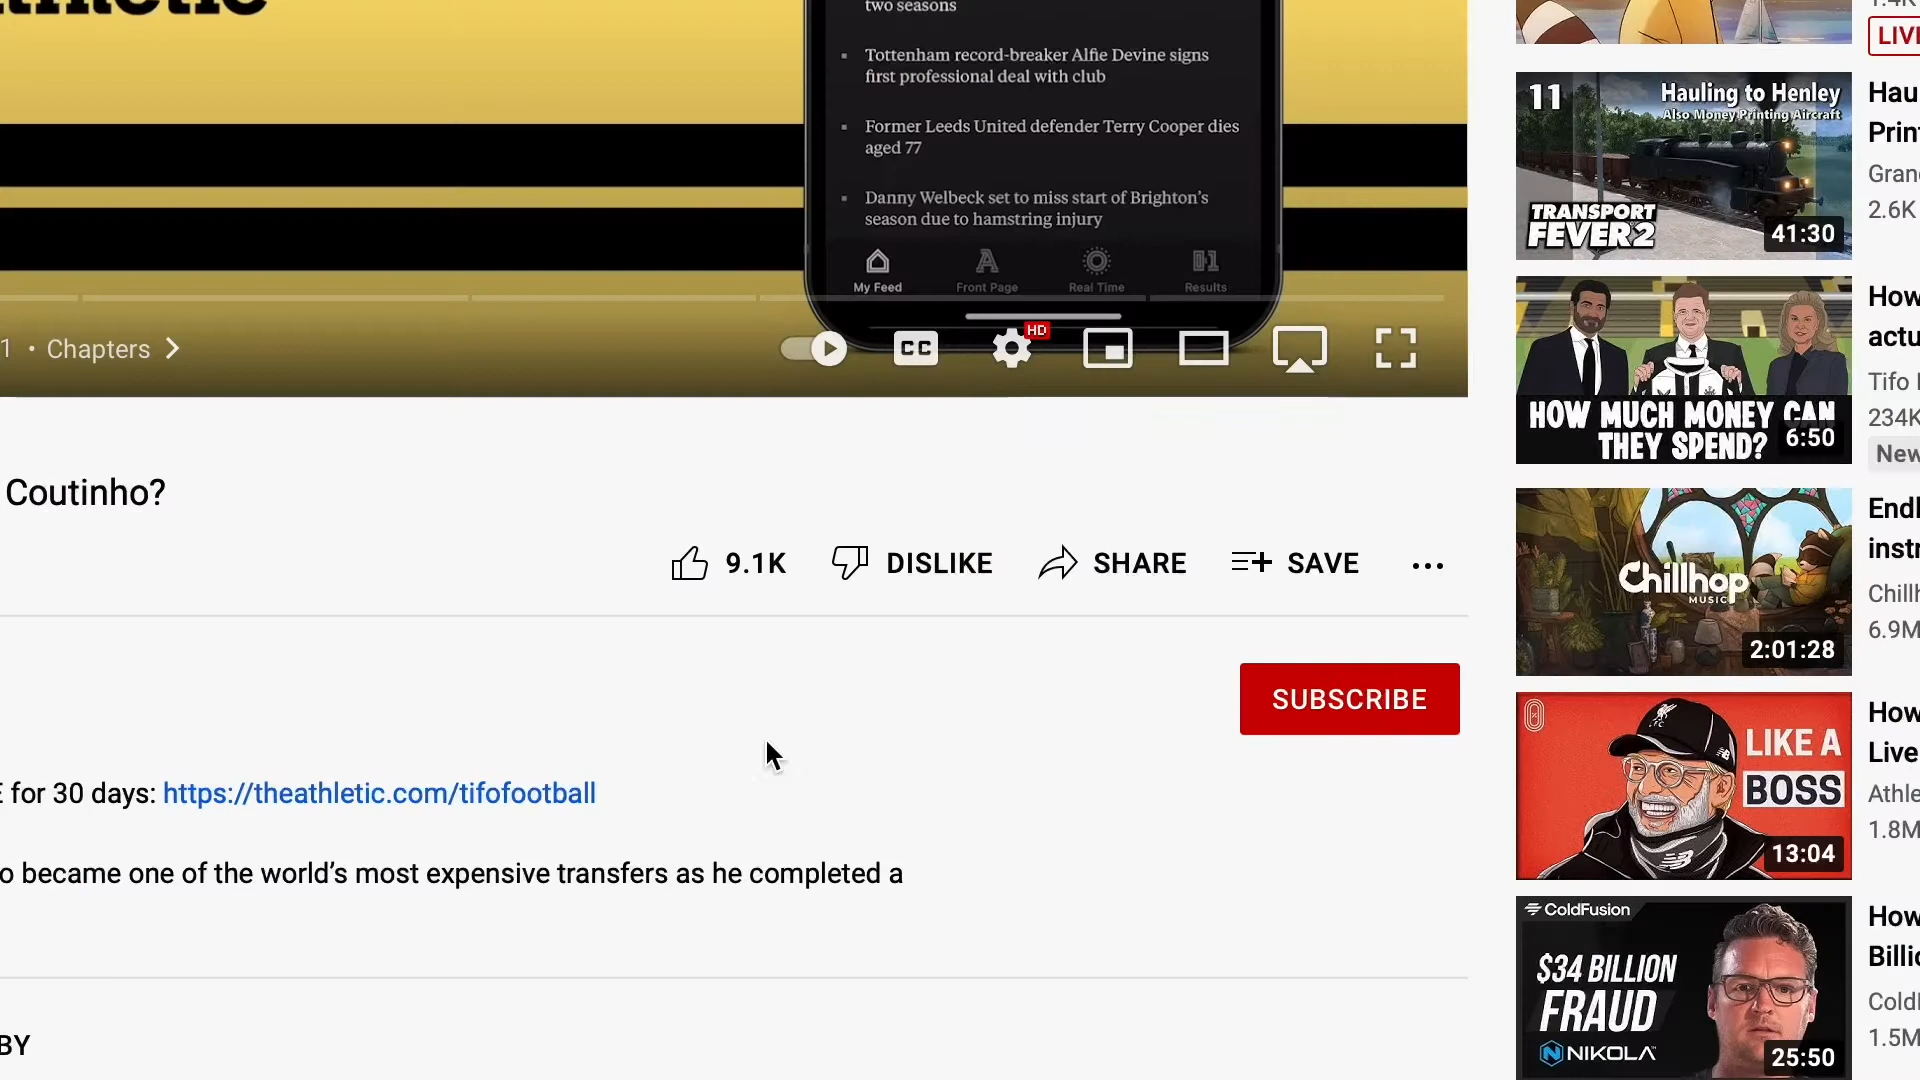 two seasons
Tottenham record-breaker Alfie Devine signs
first professional deal with club
Former Leeds United defender Terry Cooper dies
aged 77
Danny Welbeck set to miss start of Brighton's
season due to hamstring injury
My Feed
Front Page
Real Time
Results
1 • Chapters
CC
HD
Coutinho?
9.1K
DISLIKE
SHARE
SAVE
SUBSCRIBE
for 30 days: https://theathletic.com/tifofootball
o became one of the world’s most expensive transfers as he completed a
BY
LIVE
11
Hauling to Henley
Also Money Printing Aircraft
TRANSPORT
FEVER 2
41:30
Hau
Prin
Gran
2.6K
HOW MUCH MONEY CAN
THEY SPEND?
6:50
How
actu
Tifo
234K
New
Chillhop
MUSIC
2:01:28
Endl
instr
Chillh
6.9M
LIKE A
BOSS
13:04
How
Live
Athle
1.8M
ColdFusion
$34 BILLION
FRAUD
NIKOLA
25:50
How
Billio
Cold
1.5M